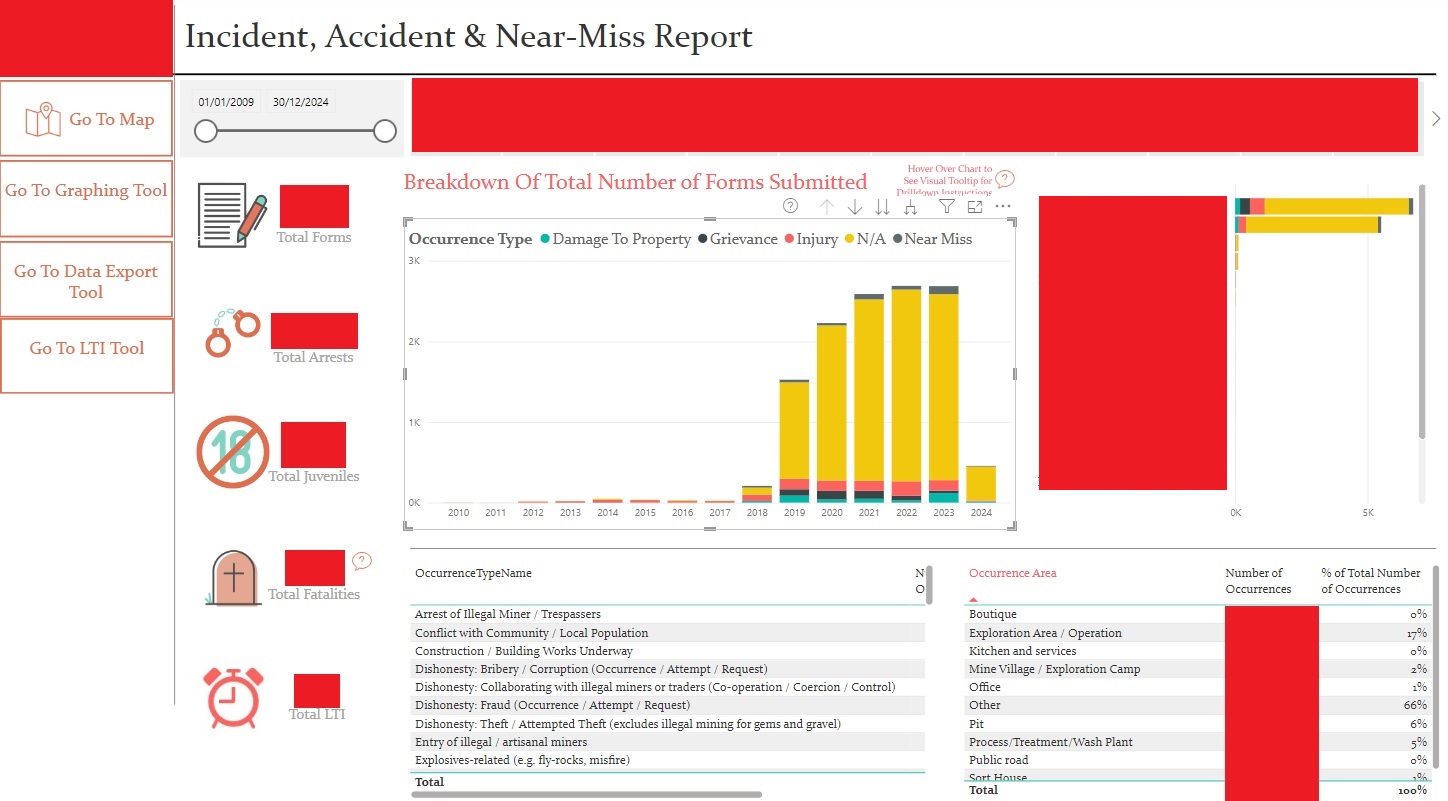 Incident, Accident & Near-Miss Report
Go To Map
Go To Graphing Tool
Go To Data Export
Tool
Go To LTI Tool
01/01/2009 30/12/2024
Total Forms
Total Arrests
18
Total Juveniles
Total Fatalities
Total LTI
Breakdown Of Total Number of Forms Submitted
Hover Over Chart to
See Visual Tooltip for
Drilldown Instructions
Occurrence Type Damage To Property Grievance Injury N/A Near Miss
3K
2K
1K
0K
2010 2011 2012 2013 2014 2015 2016 2017 2018 2019 2020 2021 2022 2023 2024
0K 5K
OccurrenceTypeName N
O
Arrest of Illegal Miner / Trespassers
Conflict with Community / Local Population
Construction / Building Works Underway
Dishonesty: Bribery / Corruption (Occurrence / Attempt / Request)
Dishonesty: Collaborating with illegal miners or traders (Co-operation / Coercion / Control)
Dishonesty: Fraud (Occurrence / Attempt / Request)
Dishonesty: Theft / Attempted Theft (excludes illegal mining for gems and gravel)
Entry of illegal / artisanal miners
Explosives-related (e.g. fly-rocks, misfire)
Total
Occurrence Area Number of % of Total Number
Occurrences of Occurrences
Boutique 0%
Exploration Area / Operation 17%
Kitchen and services 0%
Mine Village / Exploration Camp 2%
Office 1%
Other 66%
Pit 6%
Process/Treatment/Wash Plant 5%
Public road 0%
Sort House 1%
Total 100%